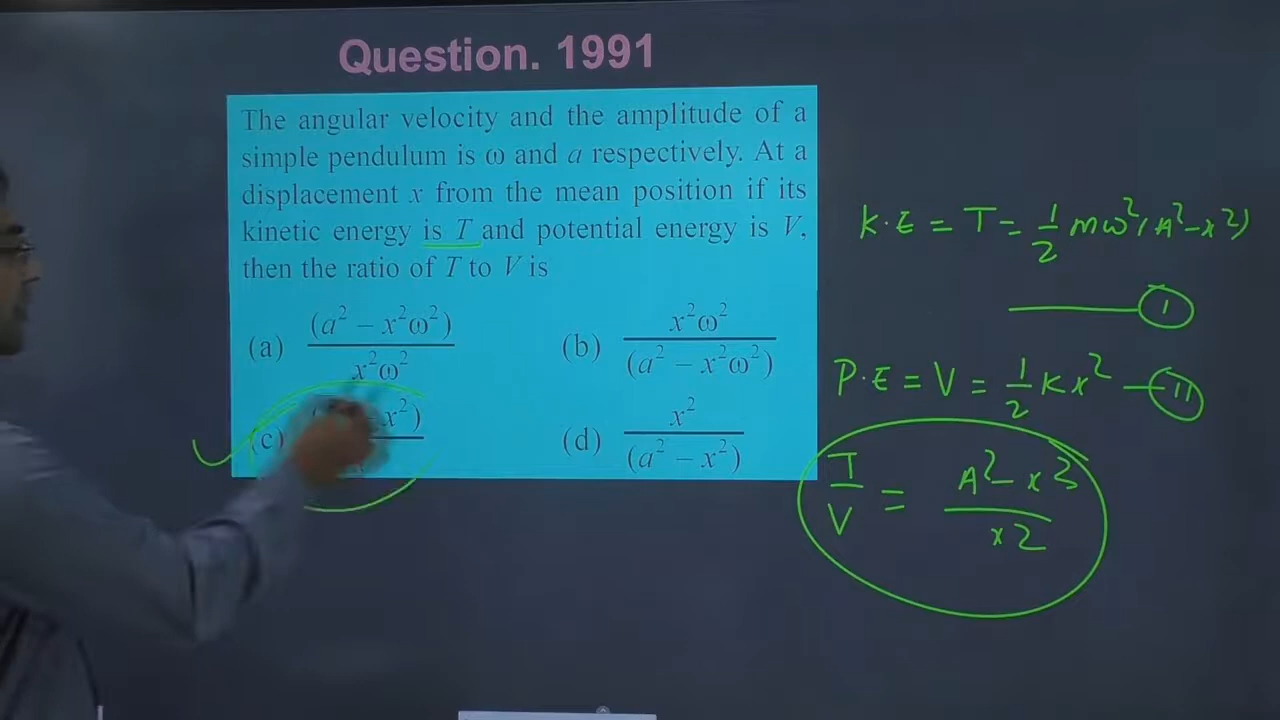 Question. 1991
The angular velocity and the amplitude of a
simple pendulum is ω and a respectively. At a
displacement x from the mean position if its
kinetic energy is T and potential energy is V,
then the ratio of T to V is
(a) (a² – x²ω²) / x²ω²
(b) x²ω² / (a² – x²ω²)
(c) – x²)
(d) x² / (a² – x²)
K.E = T = 1/2 mω²(A²-x²)
I
P.E = V = 1/2 Kx² — II
T/V = A²-x² / x2